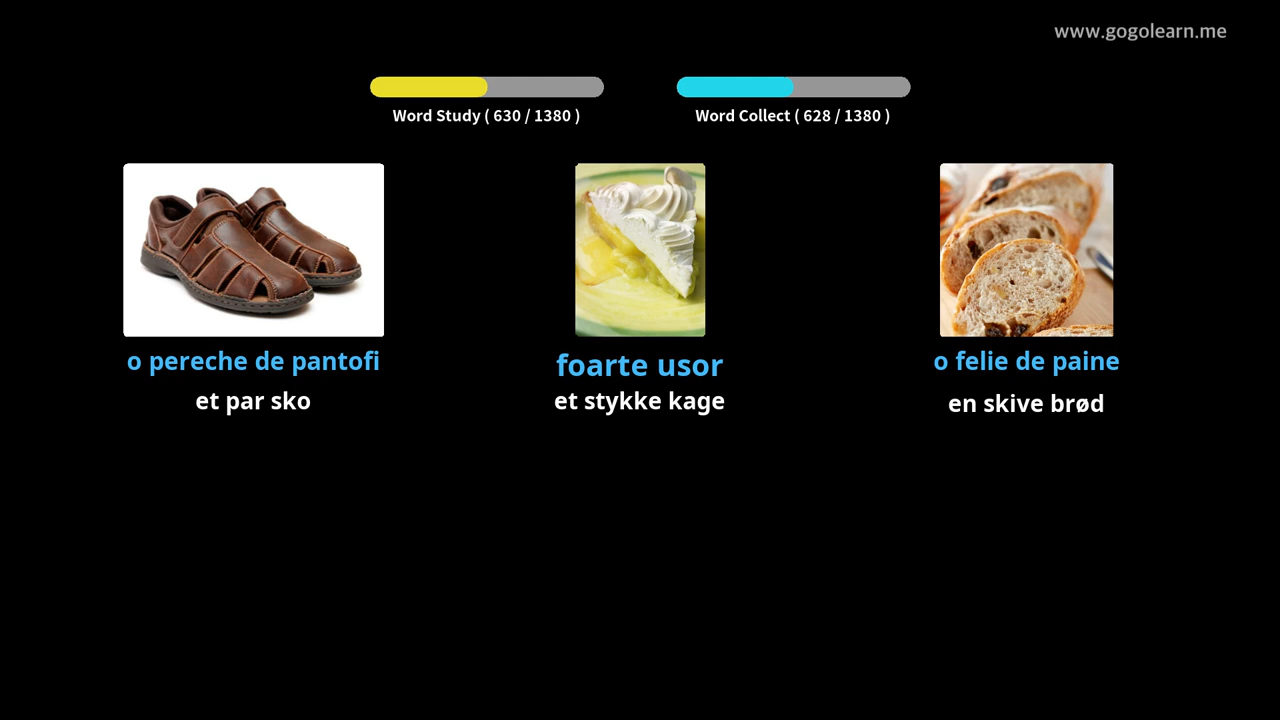 www.gogolearn.me
Word Study ( 630 / 1380 )
Word Collect ( 628 / 1380 )
o pereche de pantofi
et par sko
foarte usor
et stykke kage
o felie de paine
en skive brød